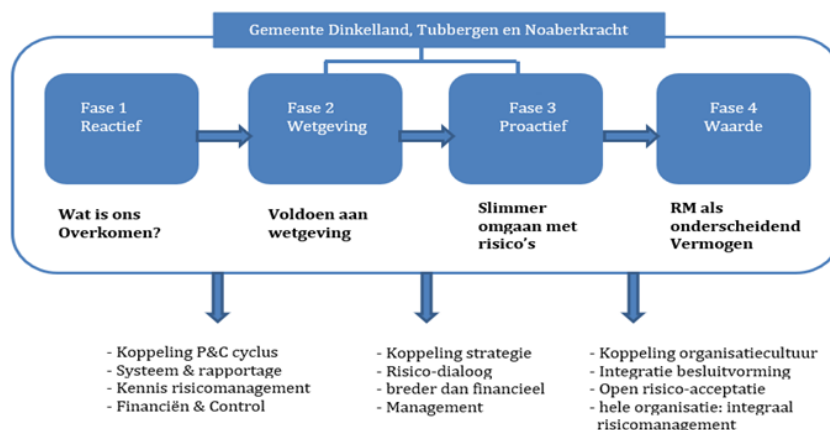 Gemeente Dinkelland, Tubbergen en Noaberkracht
Fase 1
Reactief
Fase 2
Wetgeving
Fase 3
Proactief
Fase 4
Waarde
Wat is ons
Overkomen?
Voldoen aan
wetgeving
Slimmer
omgaan met
risico's
RM als
onderscheidend
Vermogen
- Koppeling P&C cyclus
- Systeem & rapportage
- Kennis risicomanagement
- Financiën & Control
- Koppeling strategie
- Risico-dialoog
- breder dan financieel
- Management
- Koppeling organisatiecultuur
- Integratie besluitvorming
- Open risico-acceptatie
- hele organisatie: integraal
risicomanagement